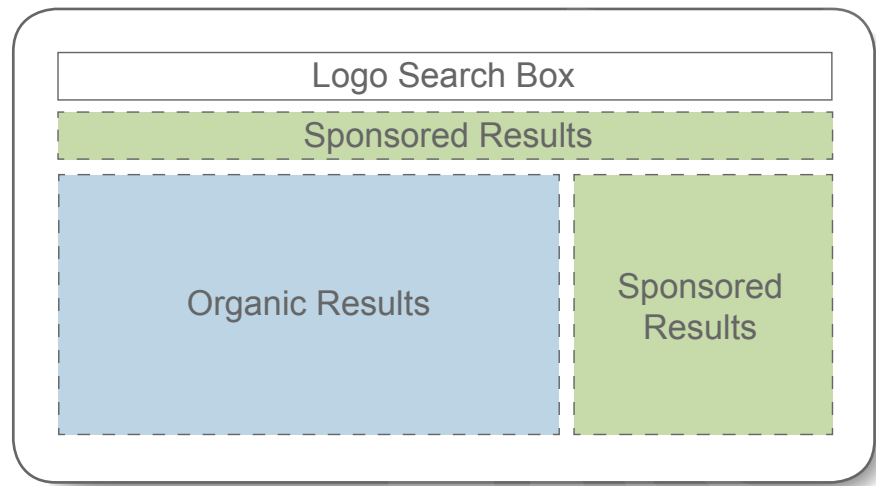 Logo Search Box
Sponsored Results
Organic Results
Sponsored
Results